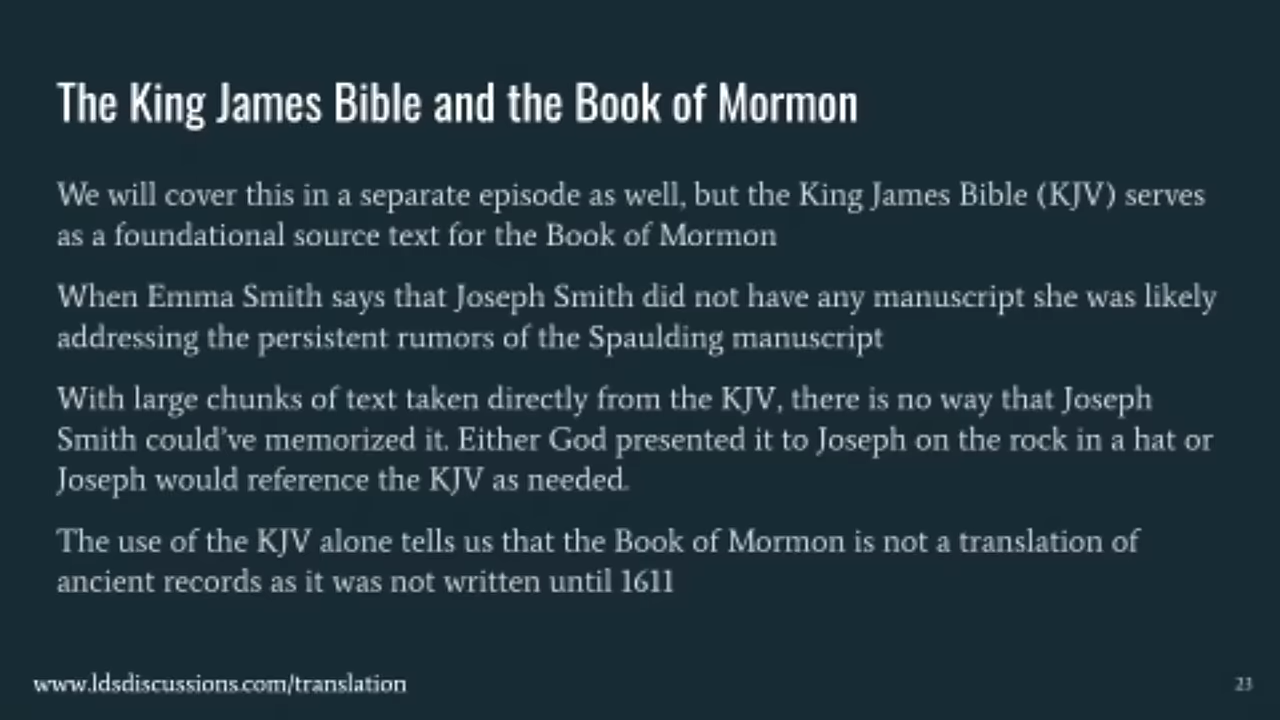 The King James Bible and the Book of Mormon
We will cover this in a separate episode as well, but the King James Bible (KJV) serves
as a foundational source text for the Book of Mormon
When Emma Smith says that Joseph Smith did not have any manuscript she was likely
addressing the persistent rumors of the Spaulding manuscript
With large chunks of text taken directly from the KJV, there is no way that Joseph
Smith could've memorized it. Either God presented it to Joseph on the rock in a hat or
Joseph would reference the KJV as needed.
The use of the KJV alone tells us that the Book of Mormon is not a translation of
ancient records as it was not written until 1611
www.ldsdiscussions.com/translation
23